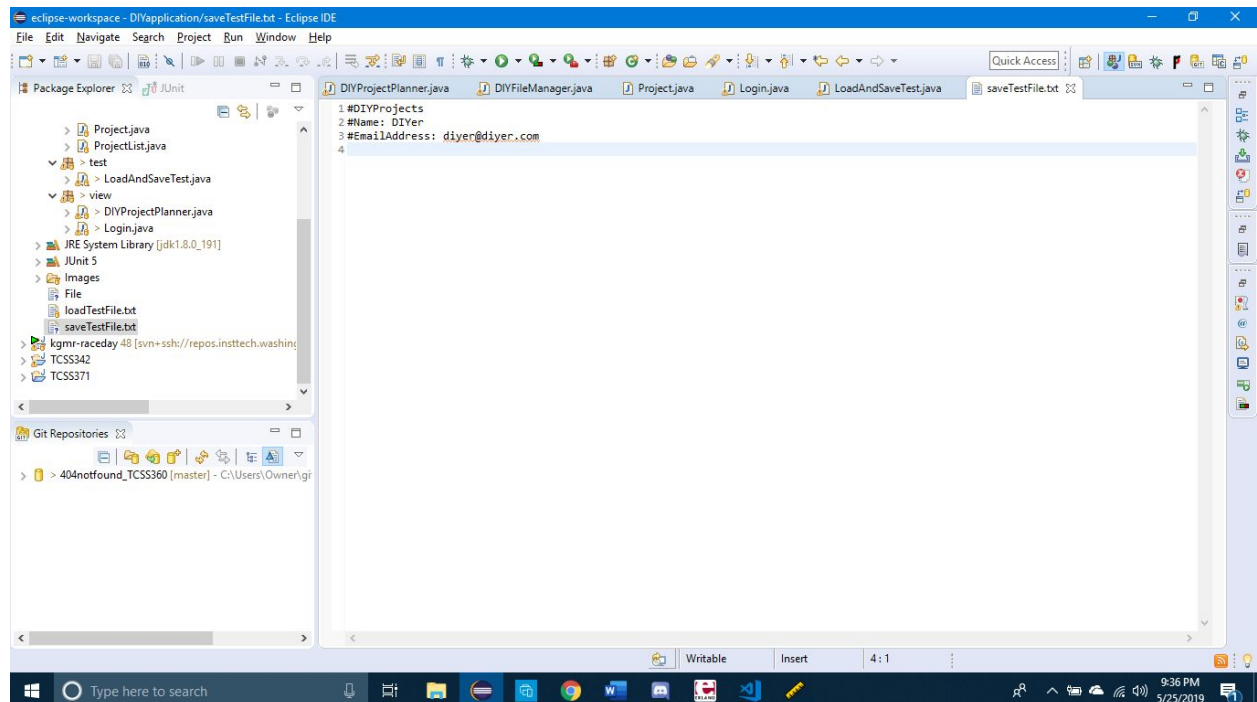 eclipse-workspace - DIYapplication/saveTestFile.txt - Eclipse IDE
File Edit Navigate Search Project Run Window Help
Quick Access
Package Explorer JUnit
DIYProjectPlanner.java DIYFileManager.java Project.java Login.java LoadAndSaveTest.java saveTestFile.txt
Project.java
ProjectList.java
> test
> LoadAndSaveTest.java
> view
> DIYProjectPlanner.java
> Login.java
JRE System Library [jdk1.8.0_191]
JUnit 5
Images
File
loadTestFile.txt
saveTestFile.txt
kgmr-raceday 48 [svn+ssh://repos.insttech.washing
TCSS342
TCSS371
1 #DIYProjects
2 #Name: DIYer
3 #EmailAddress: diyer@diyer.com
4
Git Repositories
> 404notfound_TCSS360 [master] - C:\Users\Owner\gi
Writable Insert 4 : 1
Type here to search
9:36 PM
5/25/2019